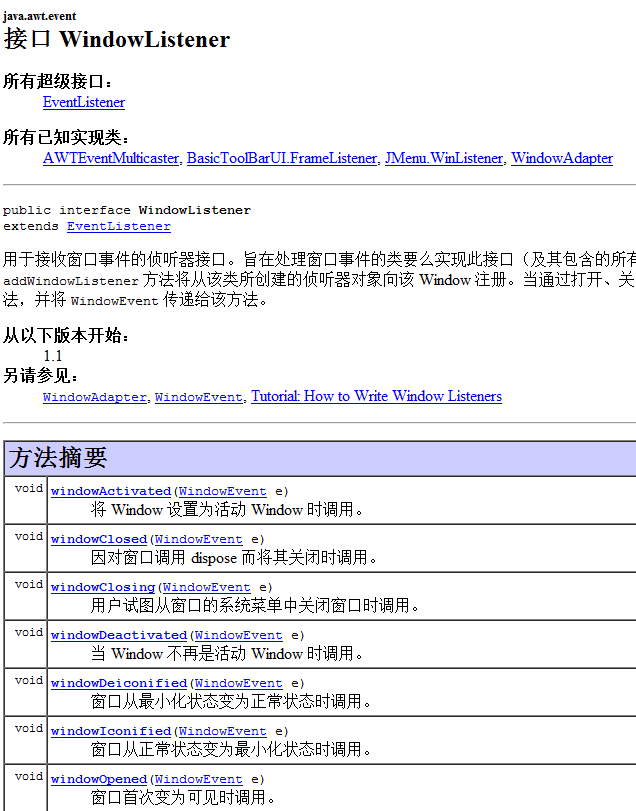 java.awt.event
接口 WindowListener
所有超级接口：
EventListener
所有已知实现类：
AWTEventMulticaster, BasicToolBarUI.FrameListener, JMenu.WinListener, WindowAdapter
public interface WindowListener
extends EventListener
用于接收窗口事件的侦听器接口。旨在处理窗口事件的类要么实现此接口（及其包含的所有
addWindowListener 方法将从该类所创建的侦听器对象向该 Window 注册。当通过打开、关
法，并将 WindowEvent 传递给该方法。
从以下版本开始：
1.1
另请参见：
WindowAdapter, WindowEvent, Tutorial: How to Write Window Listeners
方法摘要
void windowActivated(WindowEvent e)
将 Window 设置为活动 Window 时调用。
void windowClosed(WindowEvent e)
因对窗口调用 dispose 而将其关闭时调用。
void windowClosing(WindowEvent e)
用户试图从窗口的系统菜单中关闭窗口时调用。
void windowDeactivated(WindowEvent e)
当 Window 不再是活动 Window 时调用。
void windowDeiconified(WindowEvent e)
窗口从最小化状态变为正常状态时调用。
void windowIconified(WindowEvent e)
窗口从正常状态变为最小化状态时调用。
void windowOpened(WindowEvent e)
窗口首次变为可见时调用。